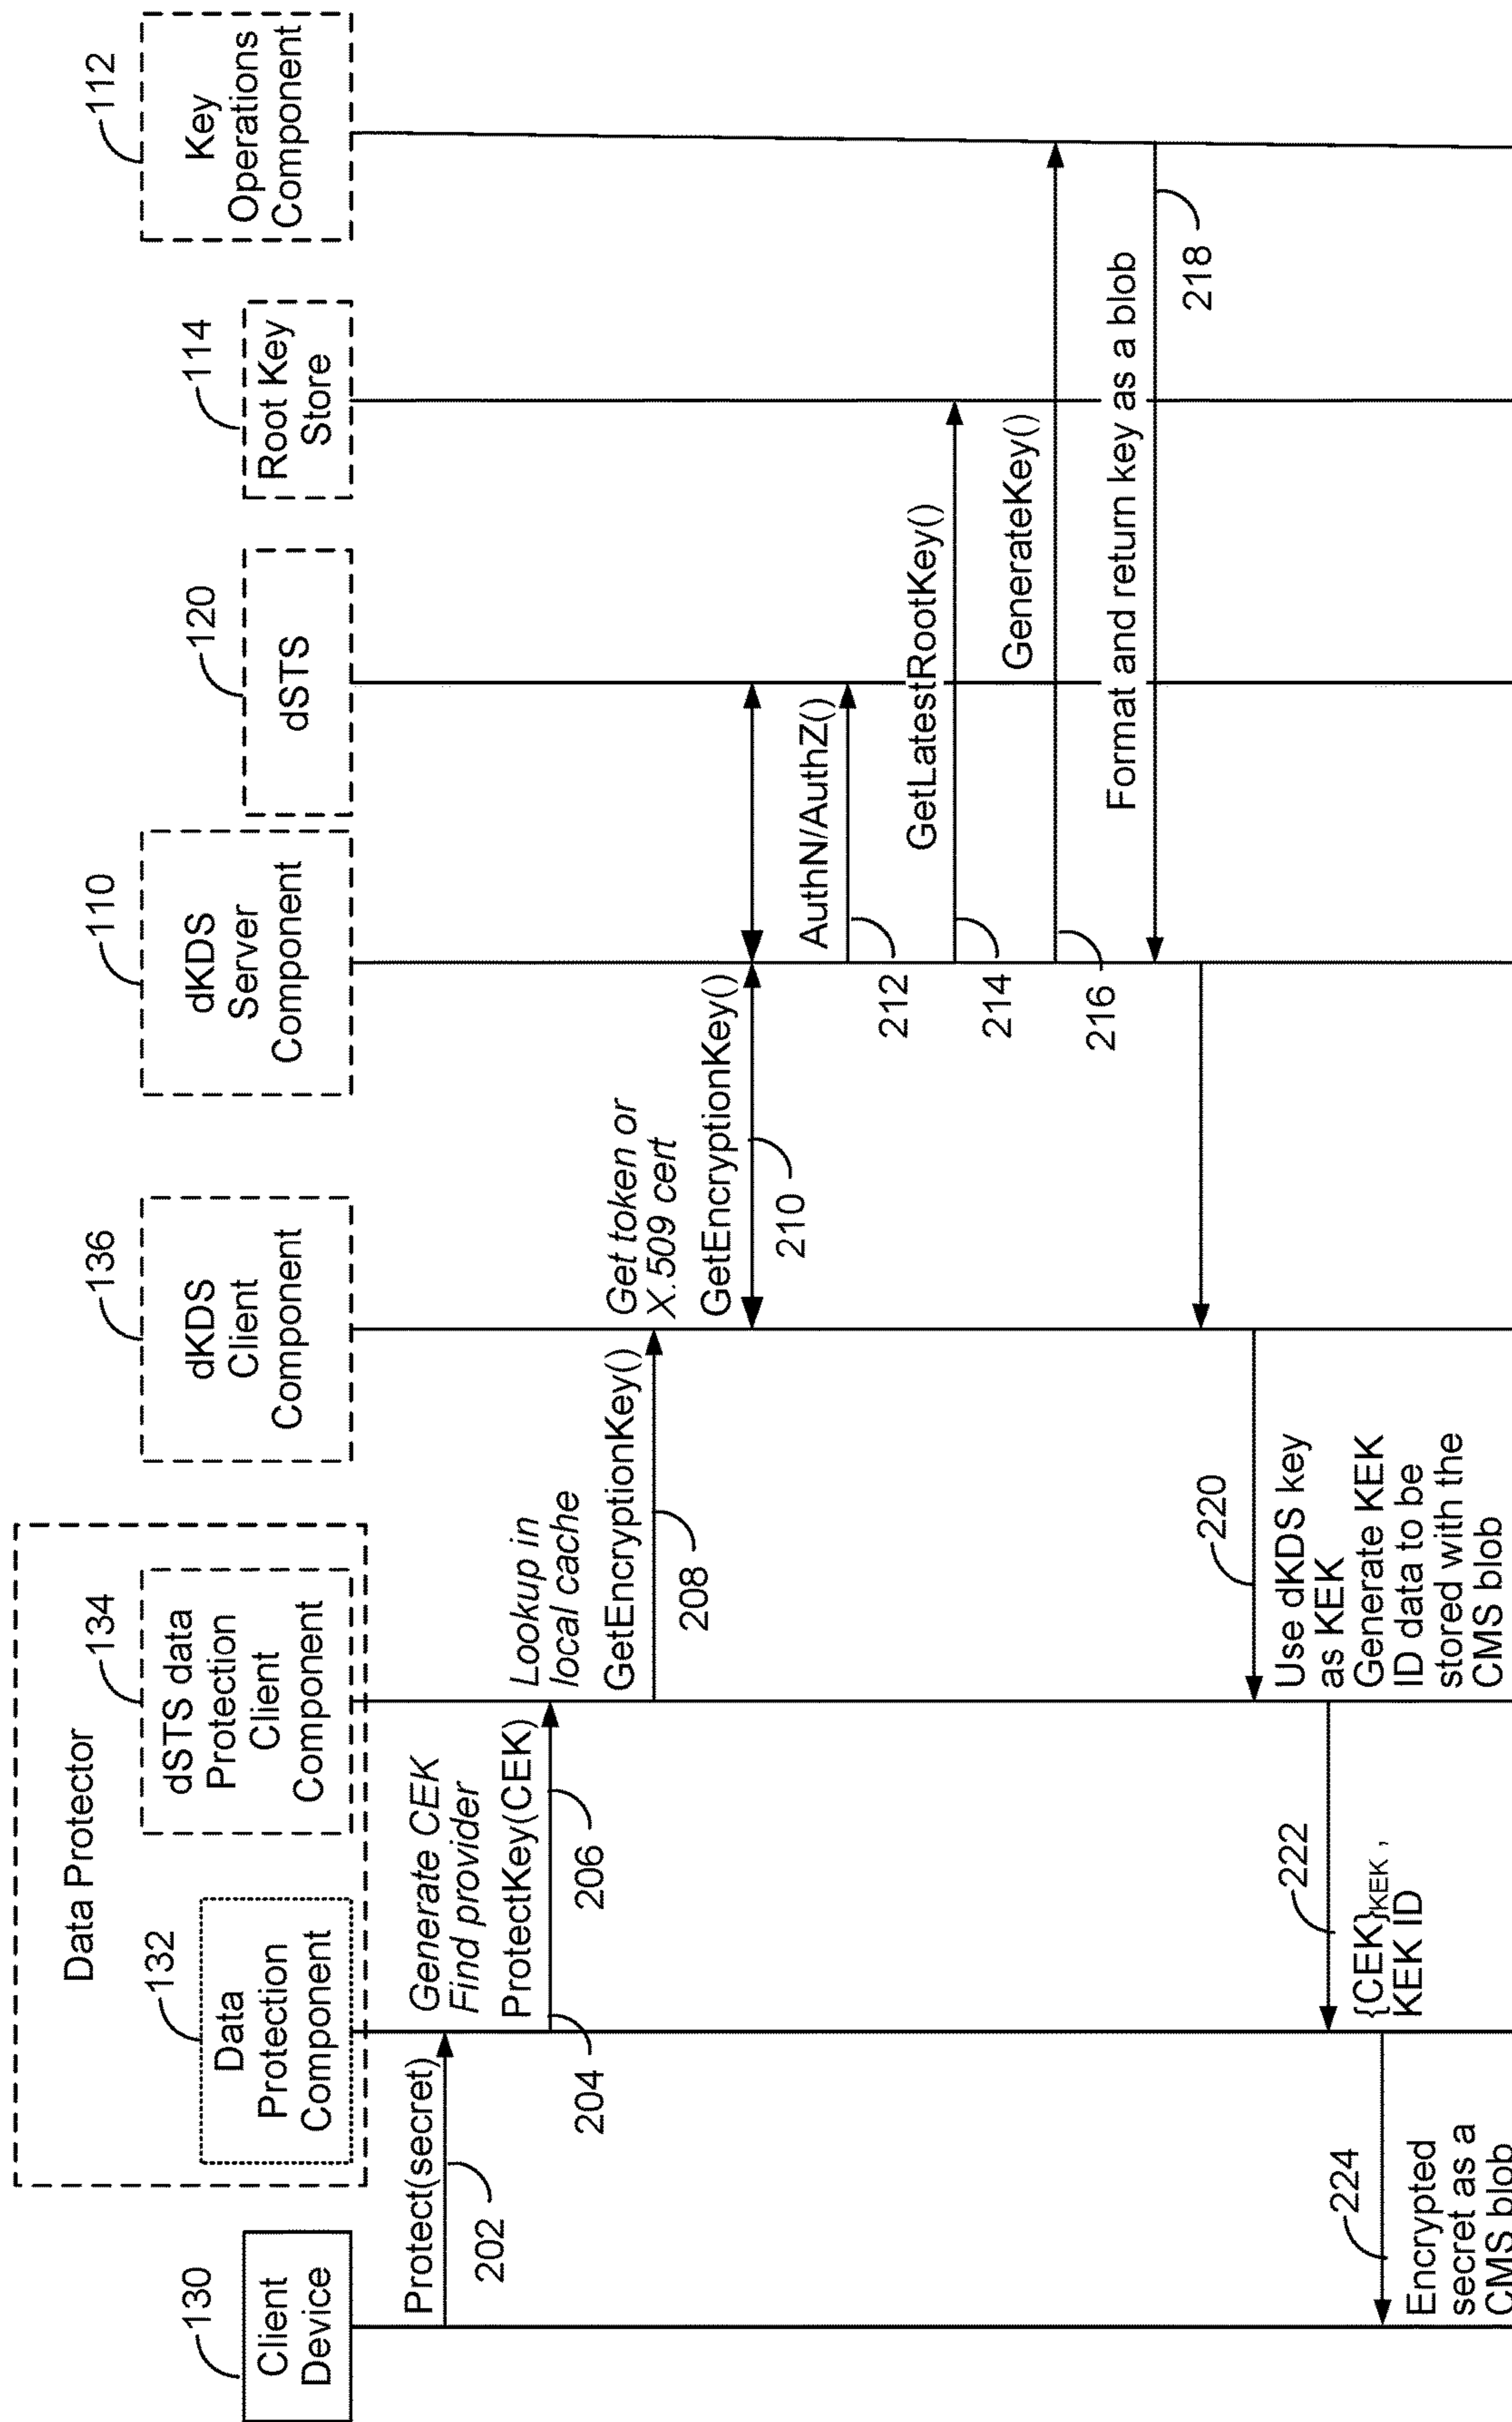 Data Protector
130
Client
Device
132
Data
Protection
Component
134
dSTS data
Protection
Client
Component
136
dKDS
Client
Component
110
dKDS
Server
Component
120
dSTS
114
Root Key
Store
112
Key
Operations
Component
Protect(secret)
202
Generate CEK
Find provider
ProtectKey(CEK)
204
206
Lookup in
local cache
GetEncryptionKey()
208
Get token or
X.509 cert
GetEncryptionKey()
210
AuthN/AuthZ()
212
GetLatestRootKey()
214
GenerateKey()
216
Format and return key as a blob
218
220
Use dKDS key
as KEK
Generate KEK
ID data to be
stored with the
CMS blob
222
{CEK}KEK ,
KEK ID
224
Encrypted
secret as a
CMS blob